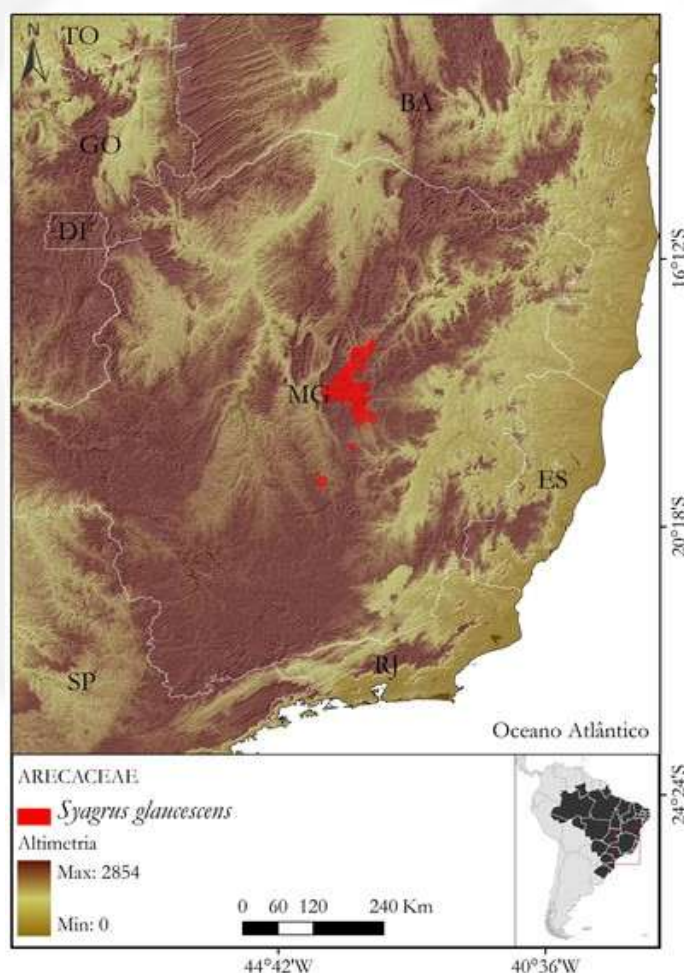 N
TO
BA
GO
DF
16°12'S
MG
ES
20°18'S
RJ
SP
Oceano Atlântico
ARECACEAE
Syagrus glaucescens
24°24'S
Altimetria
Max: 2854
Min: 0
0 60 120 240 Km
44°42'W
40°36'W